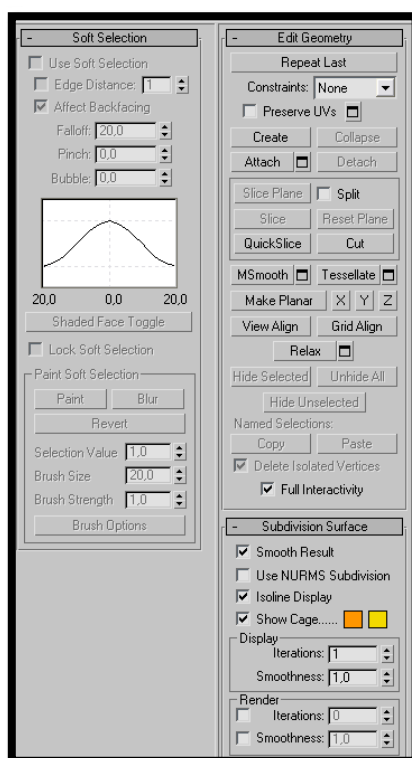 - Soft Selection
Use Soft Selection
Edge Distance: 1
Affect Backfacing
Falloff: 20,0
Pinch: 0,0
Bubble: 0,0
20,0 0,0 20,0
Shaded Face Toggle
Lock Soft Selection
Paint Soft Selection
Paint Blur
Revert
Selection Value 1,0
Brush Size 20,0
Brush Strength 1,0
Brush Options
- Edit Geometry
Repeat Last
Constraints: None
Preserve UVs
Create Collapse
Attach Detach
Slice Plane Split
Slice Reset Plane
QuickSlice Cut
MSmooth Tessellate
Make Planar X Y Z
View Align Grid Align
Relax
Hide Selected Unhide All
Hide Unselected
Named Selections:
Copy Paste
Delete Isolated Vertices
Full Interactivity
- Subdivision Surface
Smooth Result
Use NURMS Subdivision
Isoline Display
Show Cage......
Display
Iterations: 1
Smoothness: 1,0
Render
Iterations: 0
Smoothness: 1,0